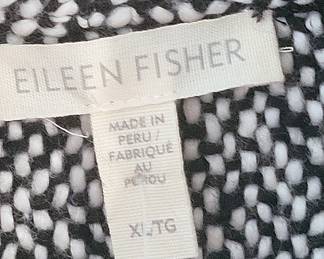 EILEEN FISHER
MADE IN
PERU/
FABRIQUÉ
AU
PÉROU
XL/TG